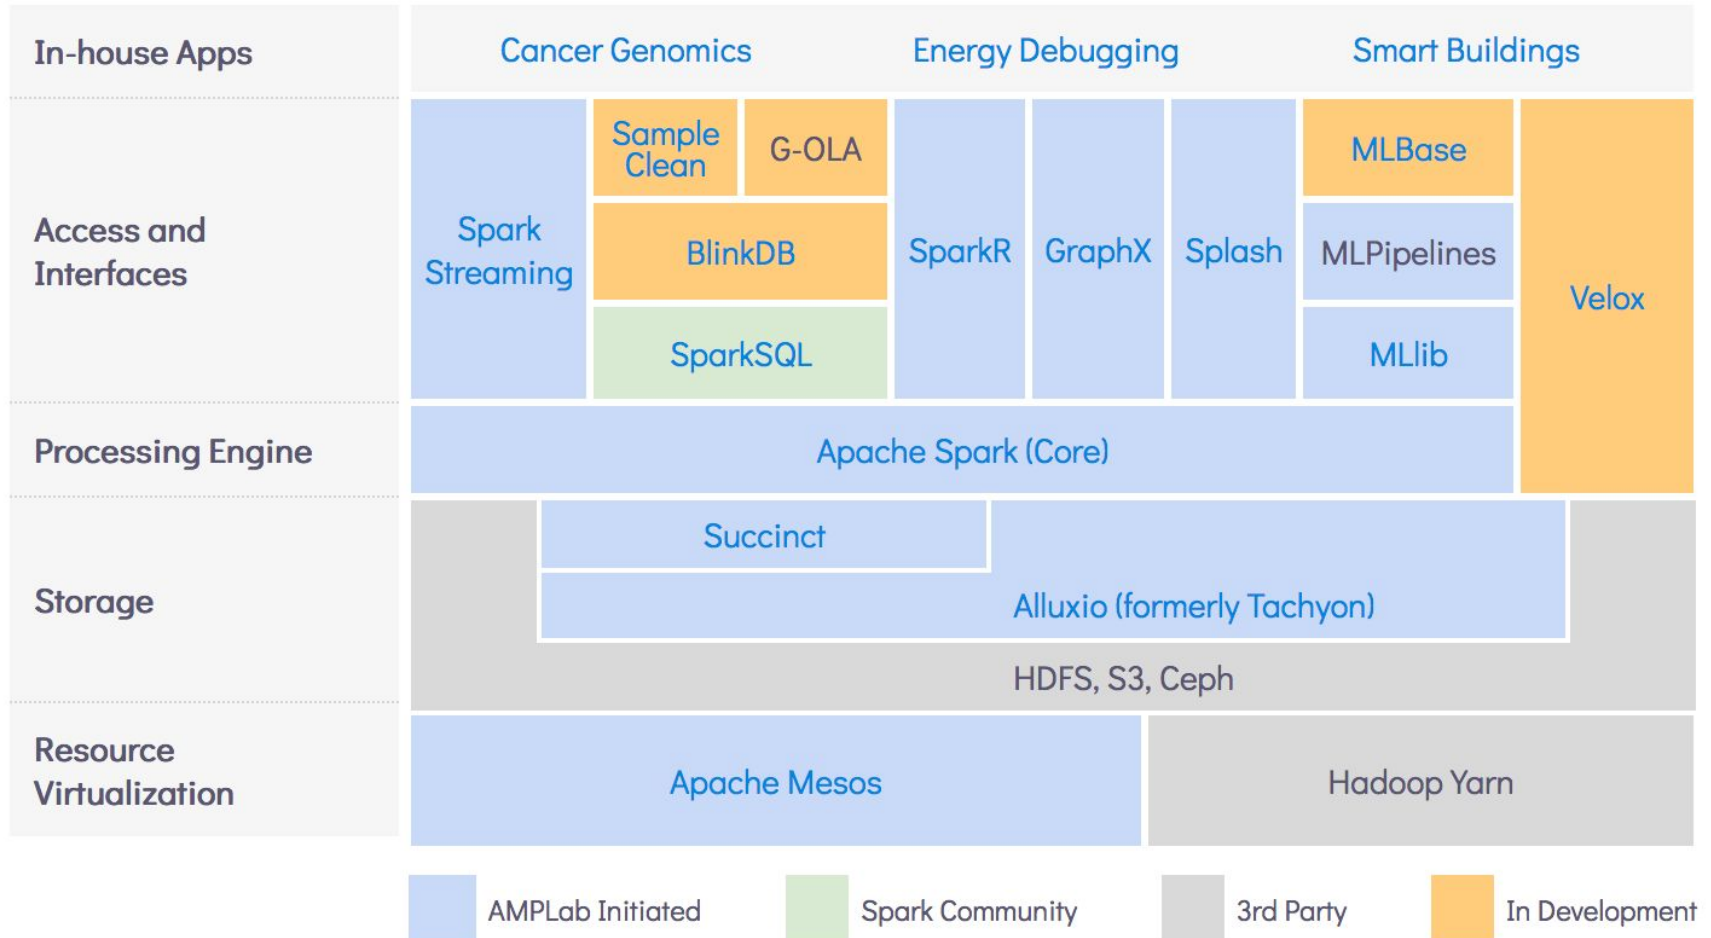 In-house Apps
Cancer Genomics
Energy Debugging
Smart Buildings
Access and
Interfaces
Spark
Streaming
Sample
Clean
G-OLA
BlinkDB
SparkSQL
SparkR
GraphX
Splash
MLBase
MLPipelines
MLlib
Velox
Processing Engine
Apache Spark (Core)
Storage
Succinct
Alluxio (formerly Tachyon)
HDFS, S3, Ceph
Resource
Virtualization
Apache Mesos
Hadoop Yarn
AMPLab Initiated
Spark Community
3rd Party
In Development